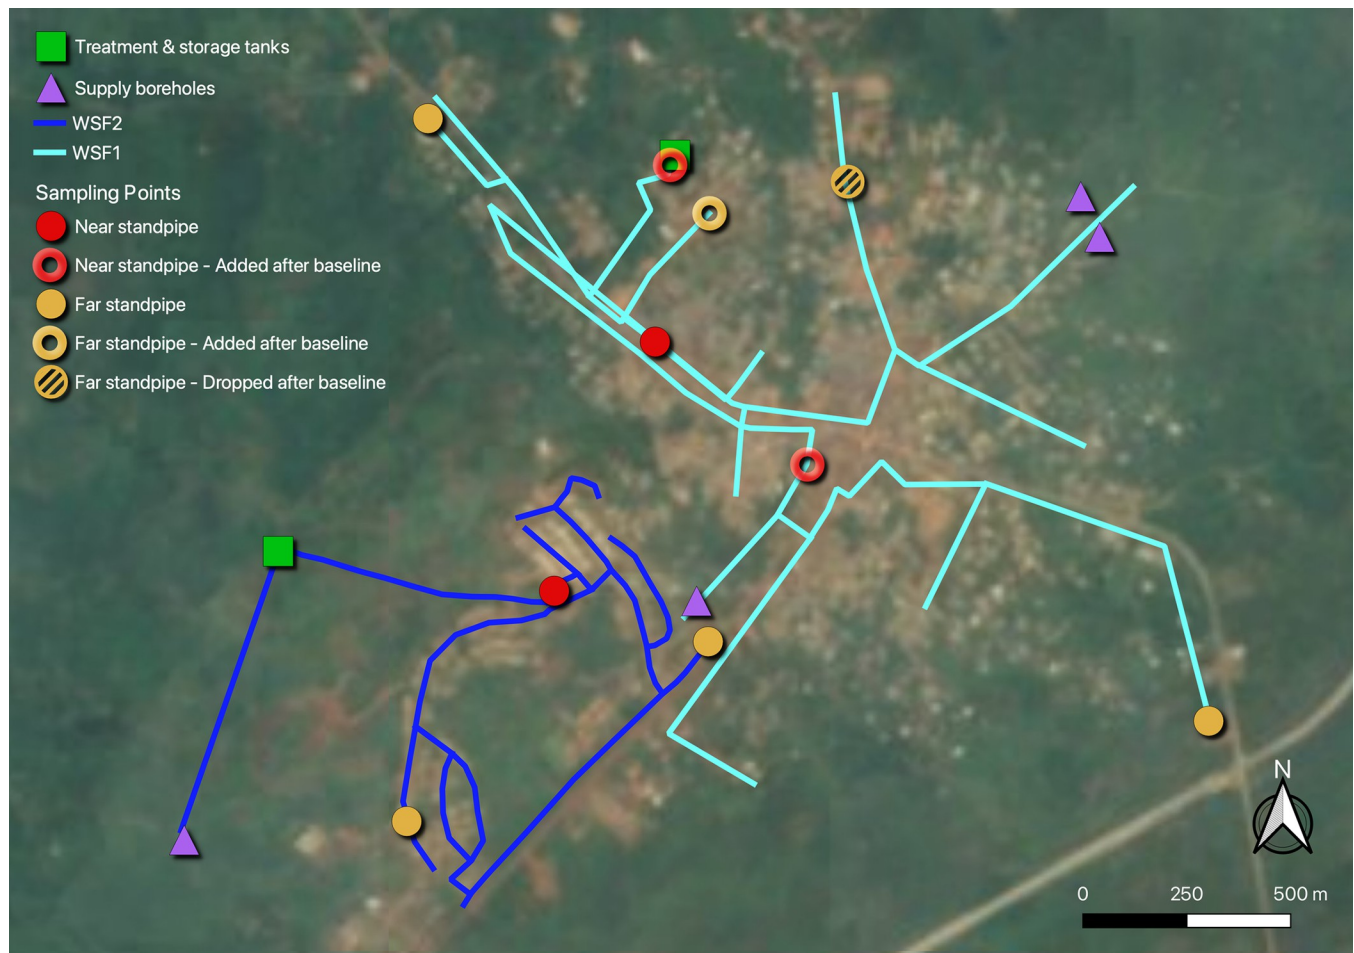 Treatment & storage tanks
Supply boreholes
WSF2
WSF1
Sampling Points
Near standpipe
Near standpipe - Added after baseline
Far standpipe
Far standpipe - Added after baseline
Far standpipe - Dropped after baseline
N
0 250 500 m